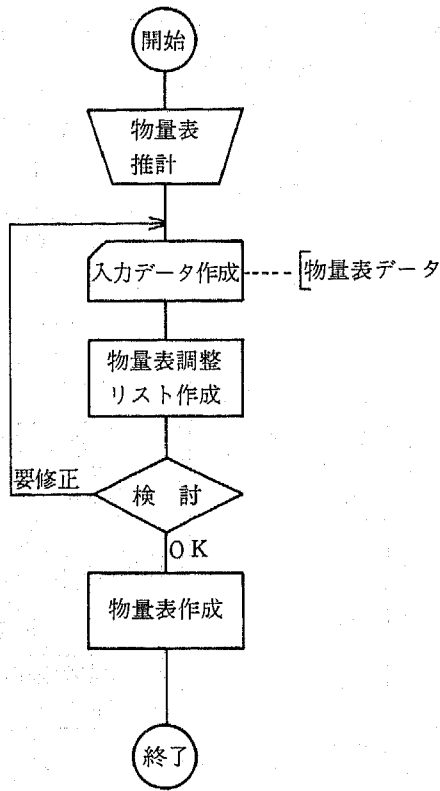 開始
物量表
推計
入力データ作成
物量表データ
物量表調整
リスト作成
要修正
検 討
OK
物量表作成
終了